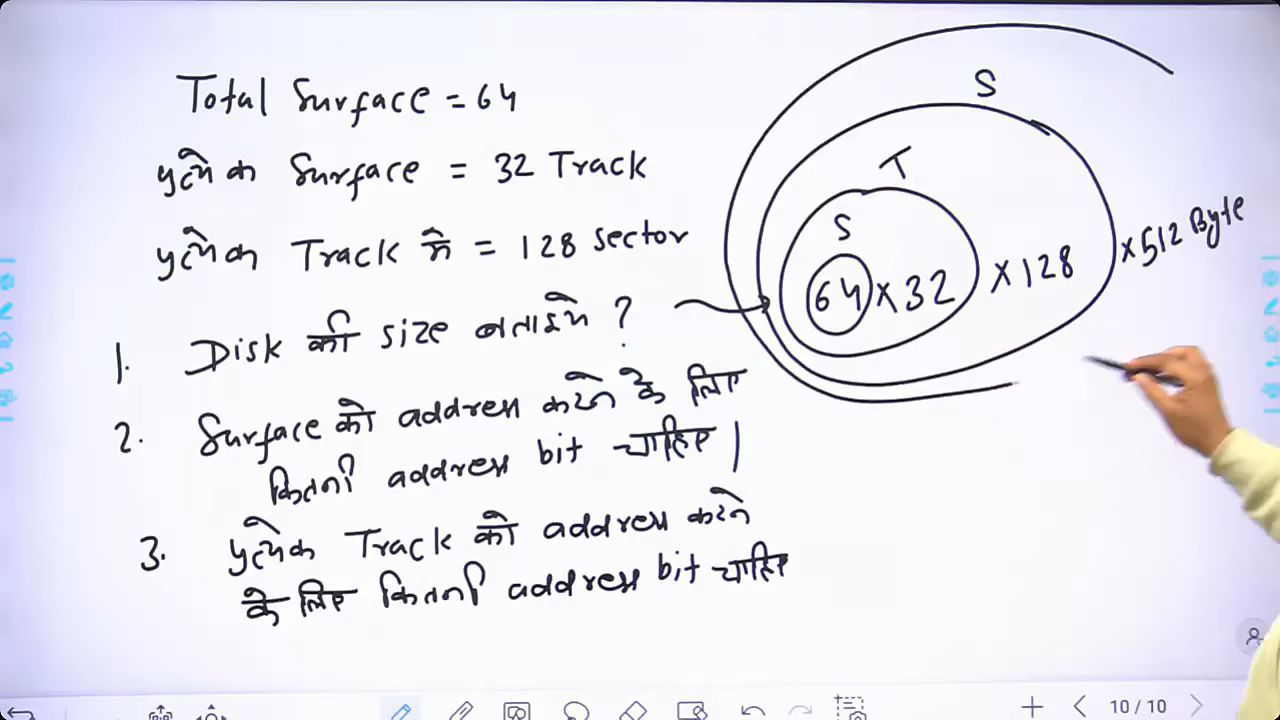 Total Surface = 64
प्रत्येक Surface = 32 Track
प्रत्येक Track में = 128 sector
1. Disk की size बताइये ?
2. Surface को address करने के लिए
कितनी address bit चाहिए |
3. प्रत्येक Track को address करने
के लिए कितनी address bit चाहिए
S
T
S
64 x 32 x 128 x 512 Byte
10 / 10